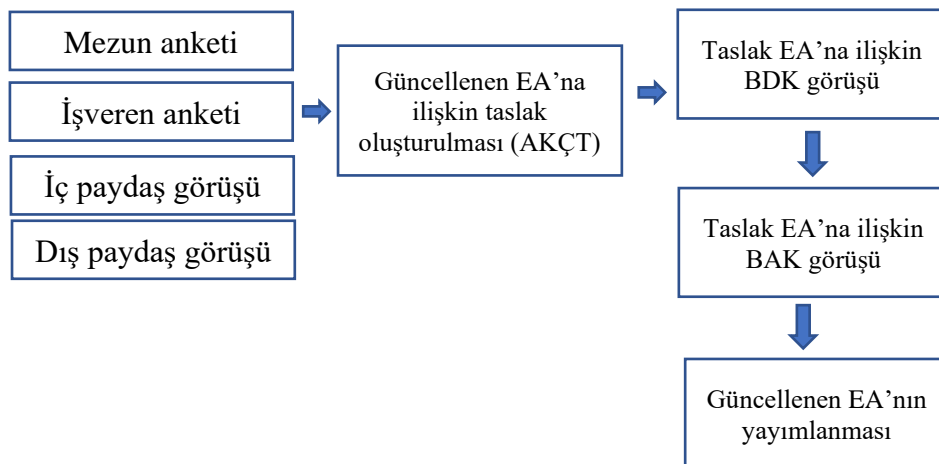 Mezun anketi
İşveren anketi
İç paydaş görüşü
Dış paydaş görüşü
Güncellenen EA’na
ilişkin taslak
oluşturulması (AKÇT)
Taslak EA’na ilişkin
BDK görüşü
Taslak EA’na ilişkin
BAK görüşü
Güncellenen EA’nın
yayımlanması